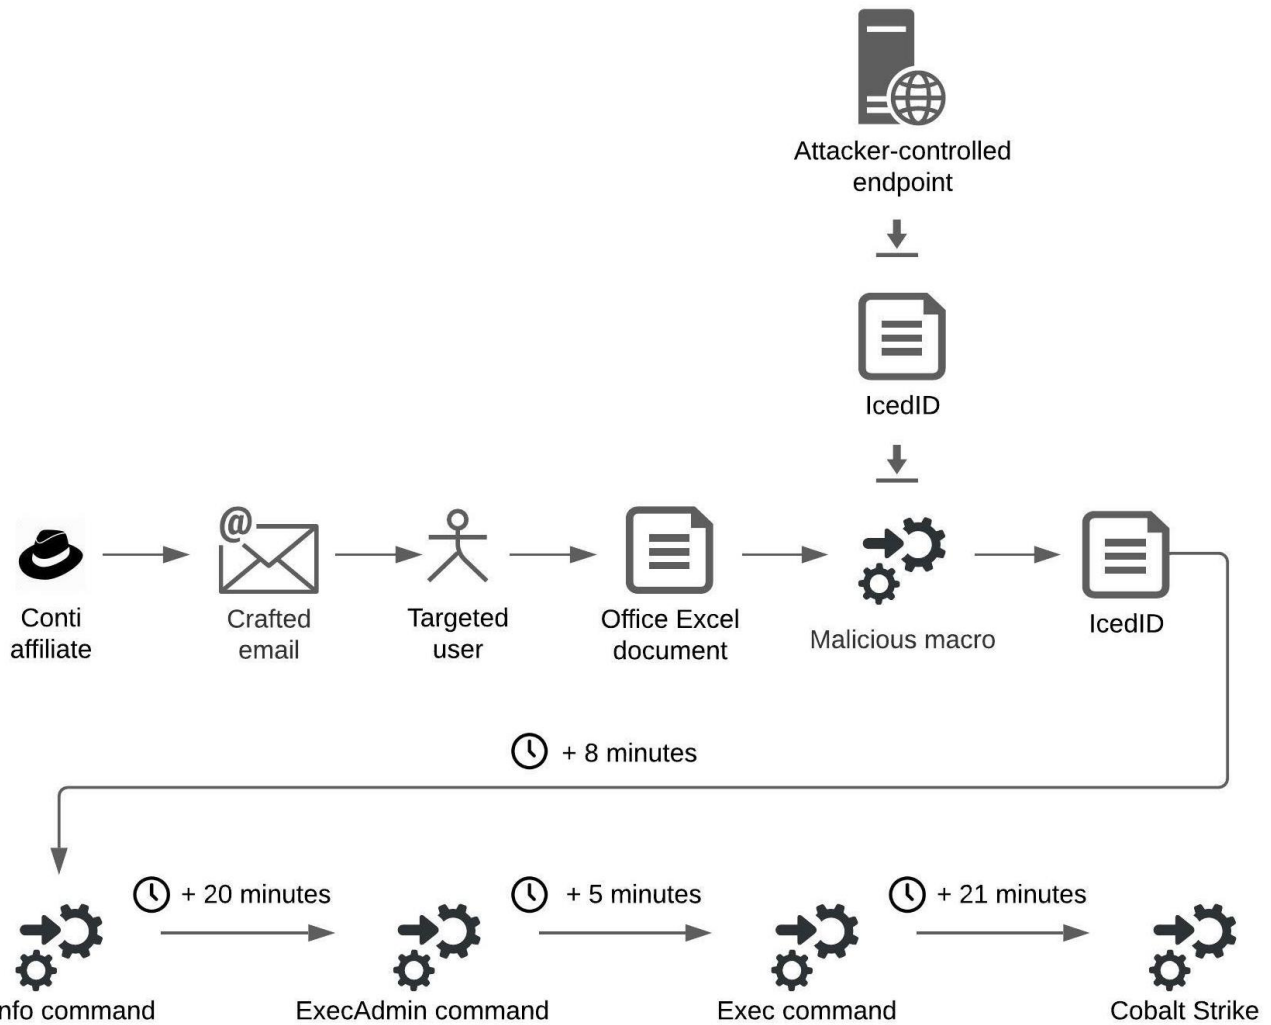 Attacker-controlled
endpoint
IcedID
@
Conti
affiliate
Crafted
email
Targeted
user
Office Excel
document
Malicious macro
IcedID
+ 8 minutes
+ 20 minutes
+ 5 minutes
+ 21 minutes
nfo command
ExecAdmin command
Exec command
Cobalt Strike